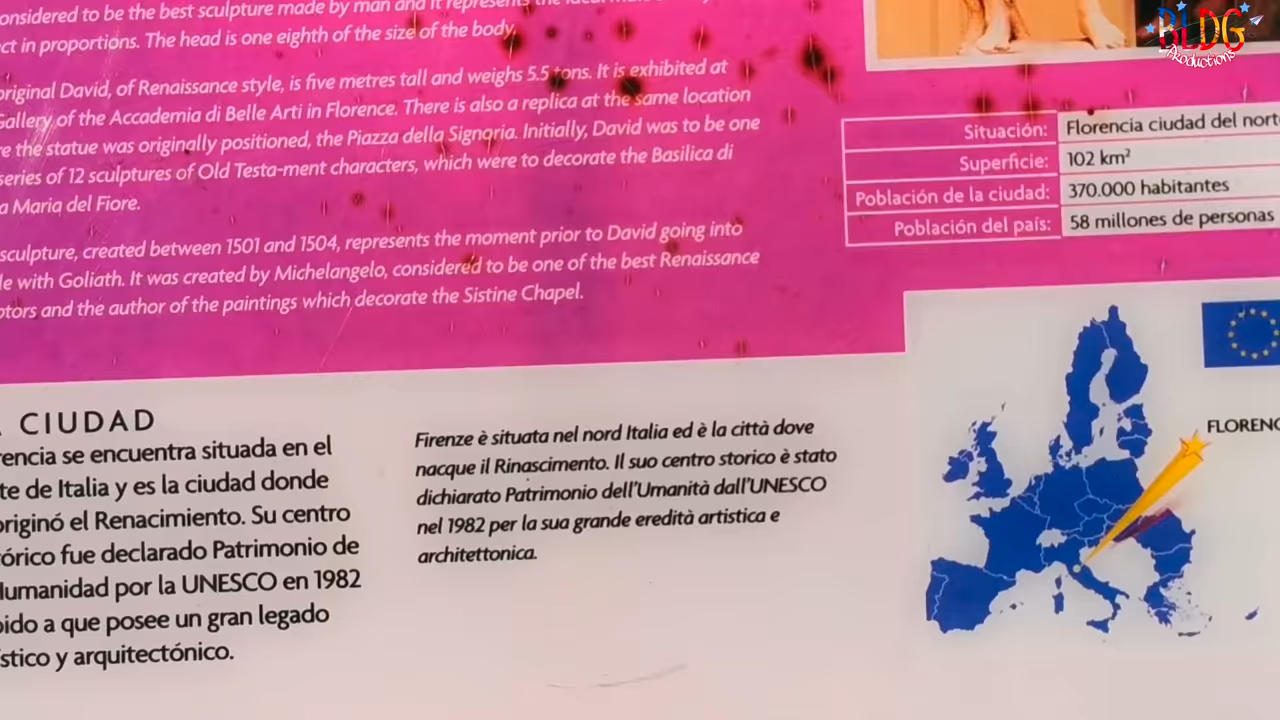 onsidered to be the best sculpture made by man and it represents the ideal
ct in proportions. The head is one eighth of the size of the body,
original David, of Renaissance style, is five metres tall and weighs 5.5 tons. It is exhibited at
Gallery of the Accademia di Belle Arti in Florence. There is also a replica at the same location
re the statue was originally positioned, the Piazza della Signoria. Initially, David was to be one
series of 12 sculptures of Old Testa-ment characters, which were to decorate the Basilica di
a Maria del Fiore.
sculpture, created between 1501 and 1504, represents the moment prior to David going into
le with Goliath. It was created by Michelangelo, considered to be one of the best Renaissance
ptors and the author of the paintings which decorate the Sistine Chapel.
BLDG
Productions
Situación: Florencia ciudad del norte
Superficie: 102 km²
Población de la ciudad: 370.000 habitantes
Población del país: 58 millones de personas
A CIUDAD
rencia se encuentra situada en el
te de Italia y es la ciudad donde
originó el Renacimiento. Su centro
tórico fue declarado Patrimonio de
Humanidad por la UNESCO en 1982
bido a que posee un gran legado
ístico y arquitectónico.
Firenze è situata nel nord Italia ed è la città dove
nacque il Rinascimento. Il suo centro storico è stato
dichiarato Patrimonio dell'Umanità dall'UNESCO
nel 1982 per la sua grande eredità artistica e
architettonica.
FLORENC